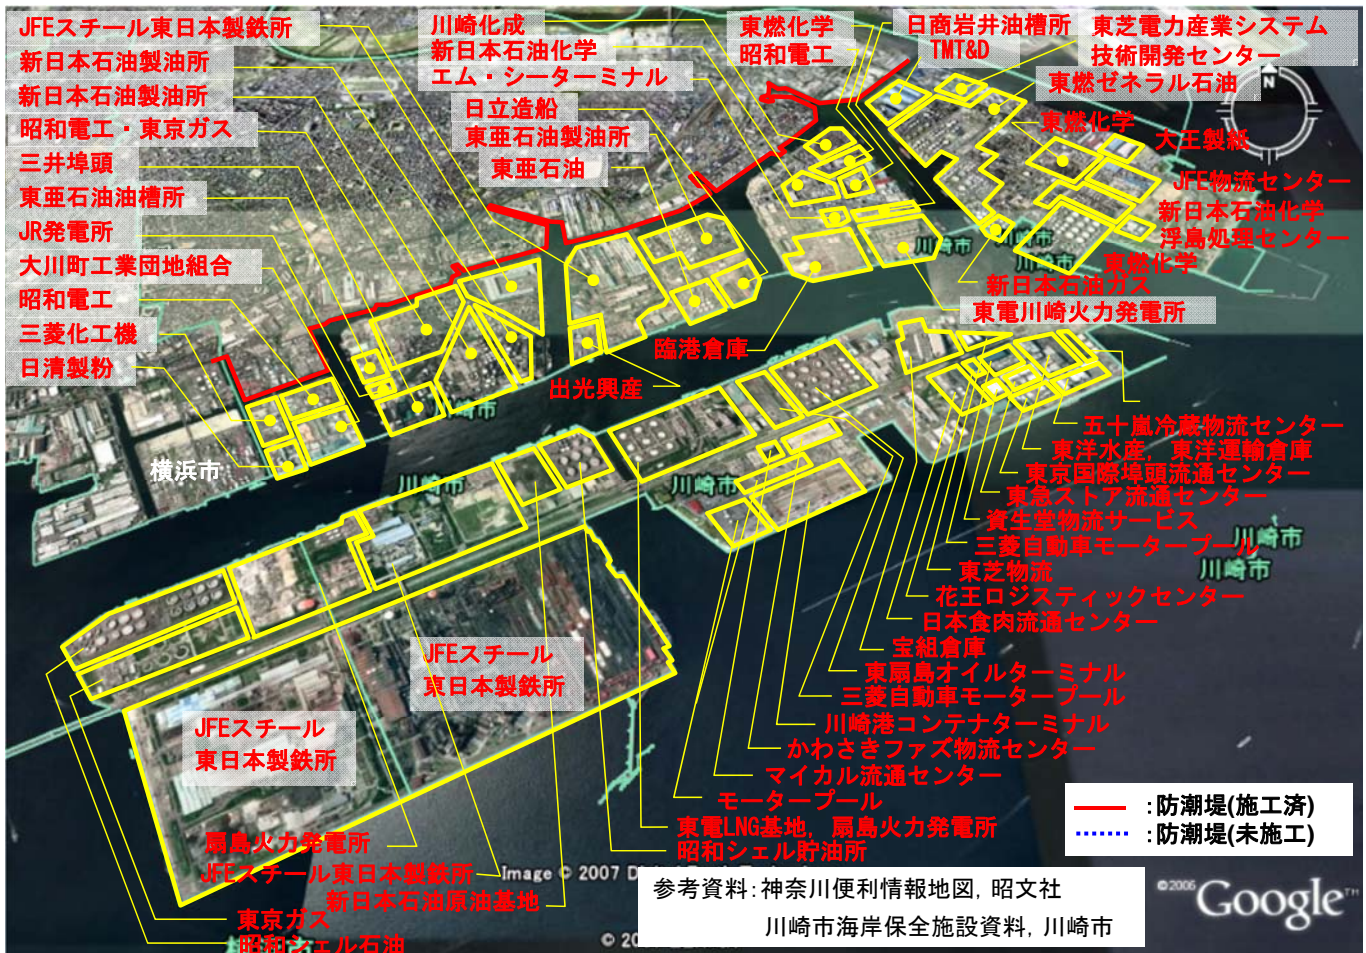 JFEスチール東日本製鉄所
新日本石油製油所
新日本石油製油所
昭和電工・東京ガス
三井埠頭
東亜石油油槽所
JR発電所
大川町工業団地組合
昭和電工
三菱化工機
日清製粉
川崎化成
新日本石油化学
エム・シーターミナル
日立造船
東亜石油製油所
東亜石油
東燃化学
昭和電工
日商岩井油槽所
TMT&D
東芝電力産業システム
技術開発センター
東燃ゼネラル石油
N
東燃化学
大王製紙
JFE物流センター
新日本石油化学
浮島処理センター
東燃化学
新日本石油ガス
東電川崎火力発電所
川崎市
川崎市
川崎市
臨港倉庫
出光興産
川崎市
横浜市
川崎市
川崎市
五十嵐冷蔵物流センター
東洋水産，東洋運輸倉庫
東京国際埠頭流通センター
東急ストア流通センター
資生堂物流サービス
三菱自動車モータープール
川崎市
川崎市
東芝物流
花王ロジスティックセンター
日本食肉流通センター
宝組倉庫
東扇島オイルターミナル
三菱自動車モータープール
川崎港コンテナターミナル
かわさきファズ物流センター
マイカル流通センター
モータープール
東電LNG基地，扇島火力発電所
昭和シェル貯油所
JFEスチール
東日本製鉄所
JFEスチール
東日本製鉄所
扇島火力発電所
JFEスチール東日本製鉄所
新日本石油原油基地
東京ガス
昭和シェル石油
Image © 2007 D
© 20
:防潮堤(施工済)
:防潮堤(未施工)
参考資料:神奈川便利情報地図，昭文社
川崎市海岸保全施設資料，川崎市
©2006 Google™